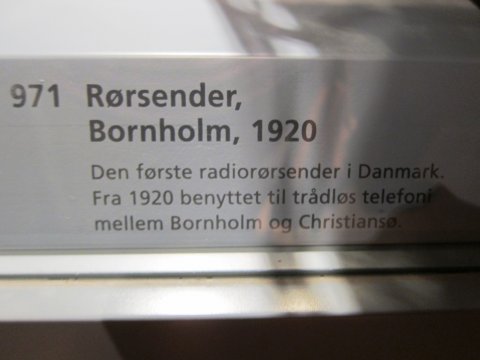 971 Rørsender,
Bornholm, 1920
Den første radiorørsender i Danmark.
Fra 1920 benyttet til trådløs telefoni
mellem Bornholm og Christiansø.